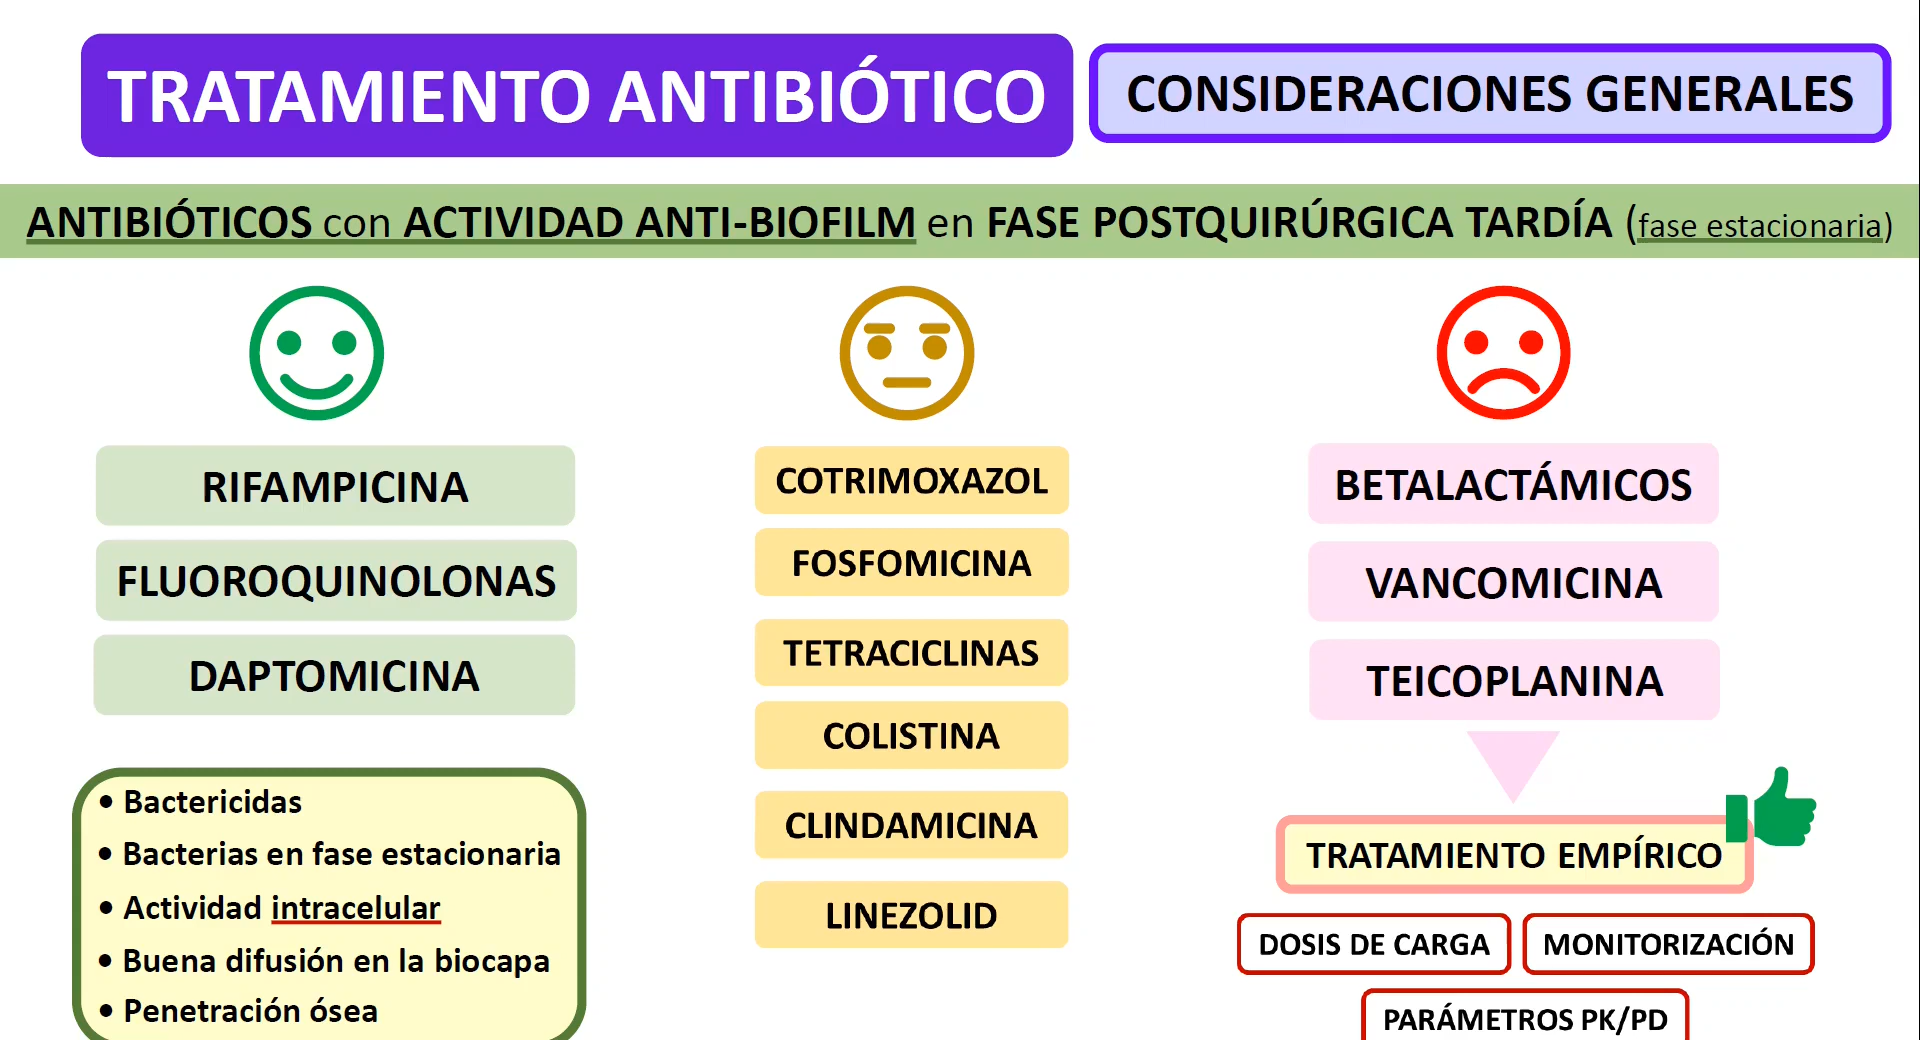 TRATAMIENTO ANTIBIÓTICO
CONSIDERACIONES GENERALES
ANTIBIÓTICOS con ACTIVIDAD ANTI-BIOFILM en FASE POSTQUIRÚRGICA TARDÍA (fase estacionaria)
RIFAMPICINA
FLUOROQUINOLONAS
DAPTOMICINA
• Bactericidas
• Bacterias en fase estacionaria
• Actividad intracelular
• Buena difusión en la biocapa
• Penetración ósea
COTRIMOXAZOL
FOSFOMICINA
TETRACICLINAS
COLISTINA
CLINDAMICINA
LINEZOLID
BETALACTÁMICOS
VANCOMICINA
TEICOPLANINA
TRATAMIENTO EMPÍRICO
DOSIS DE CARGA
MONITORIZACIÓN
PARÁMETROS PK/PD